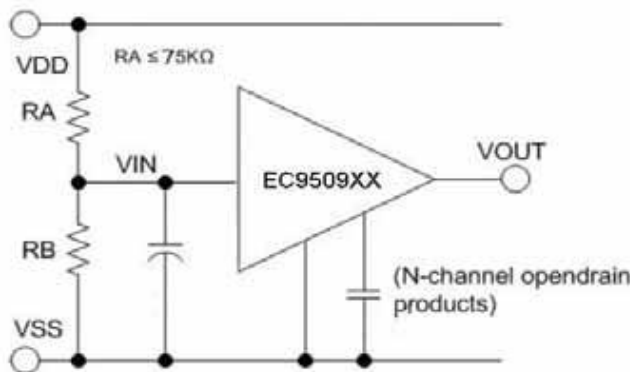 VDD
RA ≤ 75KΩ
RA
VIN
EC9509XX
VOUT
RB
(N-channel opendrain
products)
VSS